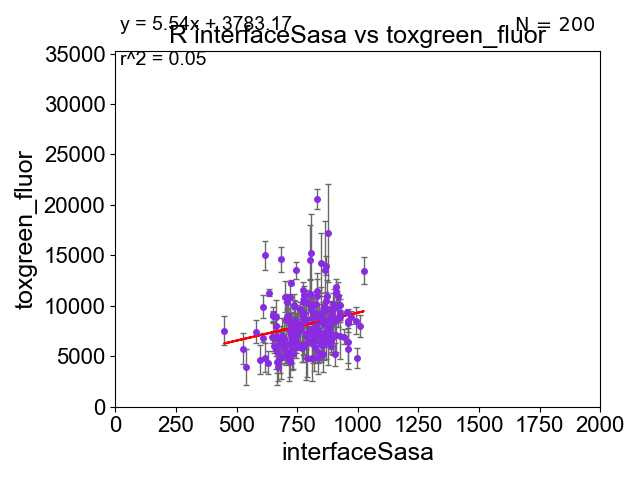 y = 5.54x + 3783.17
N = 200
R interfaceSasa vs toxgreen_fluor
r^2 = 0.05
35000
30000
25000
20000
15000
10000
5000
0
toxgreen_fluor
0 250 500 750 1000 1250 1500 1750 2000
interfaceSasa